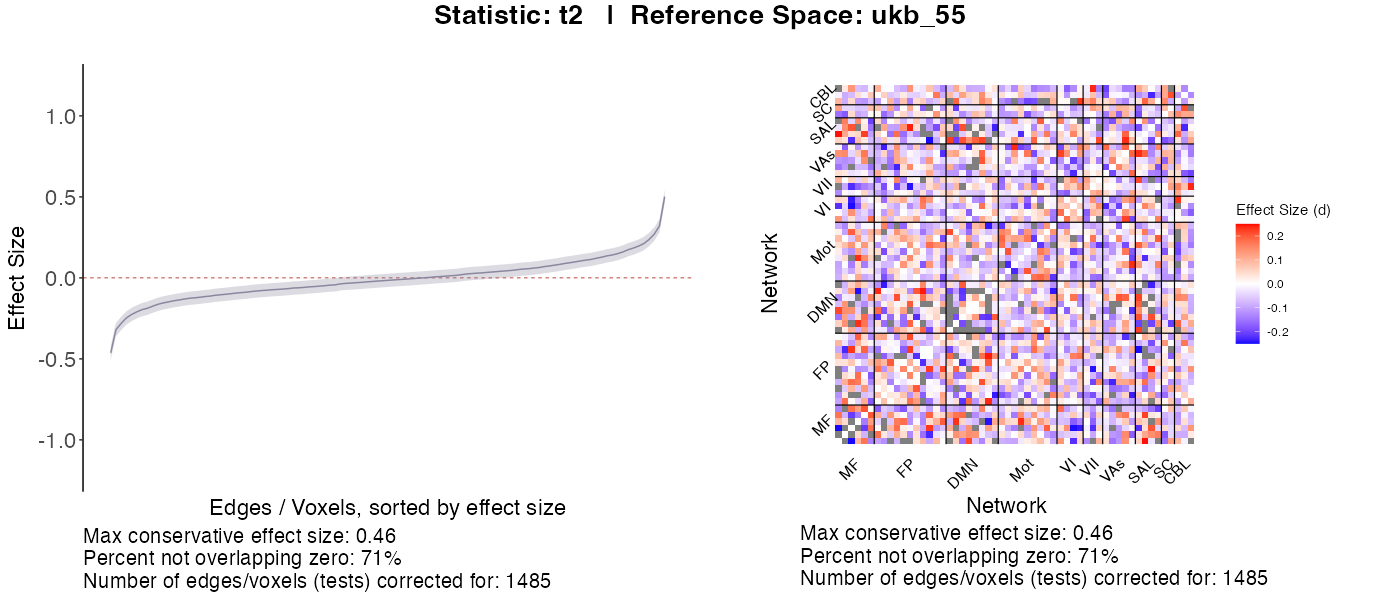 Statistic: t2 | Reference Space: ukb_55
1.0
0.5
0.0
-0.5
-1.0
Effect Size
Edges / Voxels, sorted by effect size
Max conservative effect size: 0.46
Percent not overlapping zero: 71%
Number of edges/voxels (tests) corrected for: 1485
Network
CBL
SC
SAL
VAs
VII
VI
Mot
DMN
FP
MF
MF
FP
DMN
Mot
VI
VII
VAs
SAL
SC
CBL
Network
Effect Size (d)
0.2
0.1
0.0
-0.1
-0.2
Max conservative effect size: 0.46
Percent not overlapping zero: 71%
Number of edges/voxels (tests) corrected for: 1485